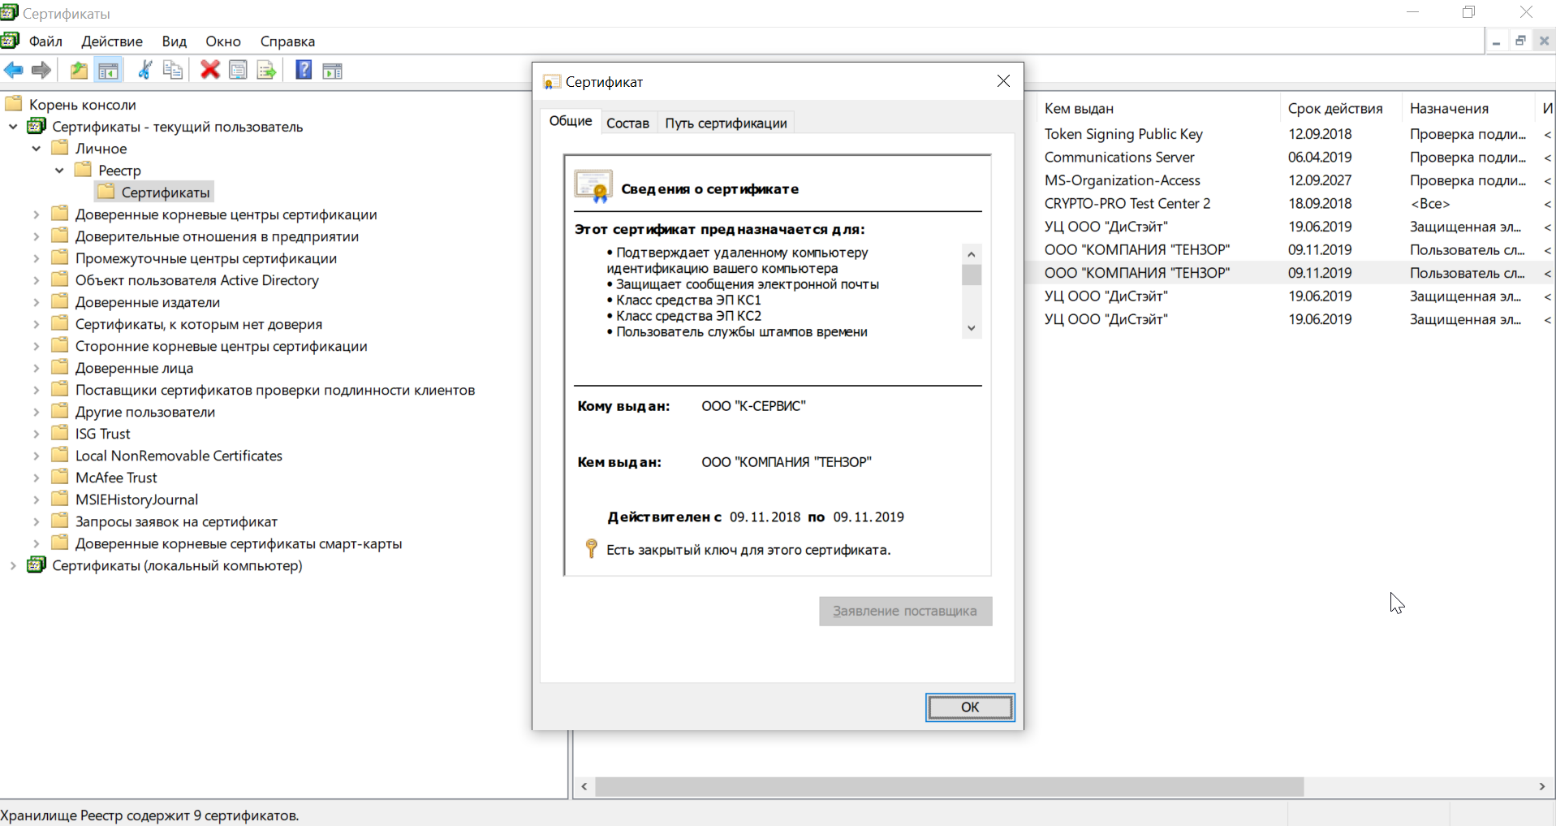 Сертификаты
Файл Действие Вид Окно Справка
Корень консоли
Сертификаты - текущий пользователь
Личное
Реестр
Сертификаты
Доверенные корневые центры сертификации
Доверительные отношения в предприятии
Промежуточные центры сертификации
Объект пользователя Active Directory
Доверенные издатели
Сертификаты, к которым нет доверия
Сторонние корневые центры сертификации
Доверенные лица
Поставщики сертификатов проверки подлинности клиентов
Другие пользователи
ISG Trust
Local NonRemovable Certificates
McAfee Trust
MSIEHistoryJournal
Запросы заявок на сертификат
Доверенные корневые сертификаты смарт-карты
Сертификаты (локальный компьютер)
Сертификат
Общие Состав Путь сертификации
Сведения о сертификате
Этот сертификат предназначается для:
• Подтверждает удаленному компьютеру
идентификацию вашего компьютера
• Защищает сообщения электронной почты
• Класс средства ЭП КС1
• Класс средства ЭП КС2
• Пользователь службы штампов времени
Кому выдан: ООО "К-СЕРВИС"
Кем выдан: ООО "КОМПАНИЯ "ТЕНЗОР"
Действителен с 09.11.2018 по 09.11.2019
Есть закрытый ключ для этого сертификата.
Заявление поставщика
ОК
Кем выдан Срок действия Назначения И
Token Signing Public Key 12.09.2018 Проверка подли... <
Communications Server 06.04.2019 Проверка подли... <
MS-Organization-Access 12.09.2027 Проверка подли... <
CRYPTO-PRO Test Center 2 18.09.2018 <Все> <
УЦ ООО "ДиСтэйт" 19.06.2019 Защищенная эл... <
ООО "КОМПАНИЯ "ТЕНЗОР" 09.11.2019 Пользователь сл... <
ООО "КОМПАНИЯ "ТЕНЗОР" 09.11.2019 Пользователь сл... <
УЦ ООО "ДиСтэйт" 19.06.2019 Защищенная эл... <
УЦ ООО "ДиСтэйт" 19.06.2019 Защищенная эл... <
Хранилище Реестр содержит 9 сертификатов.